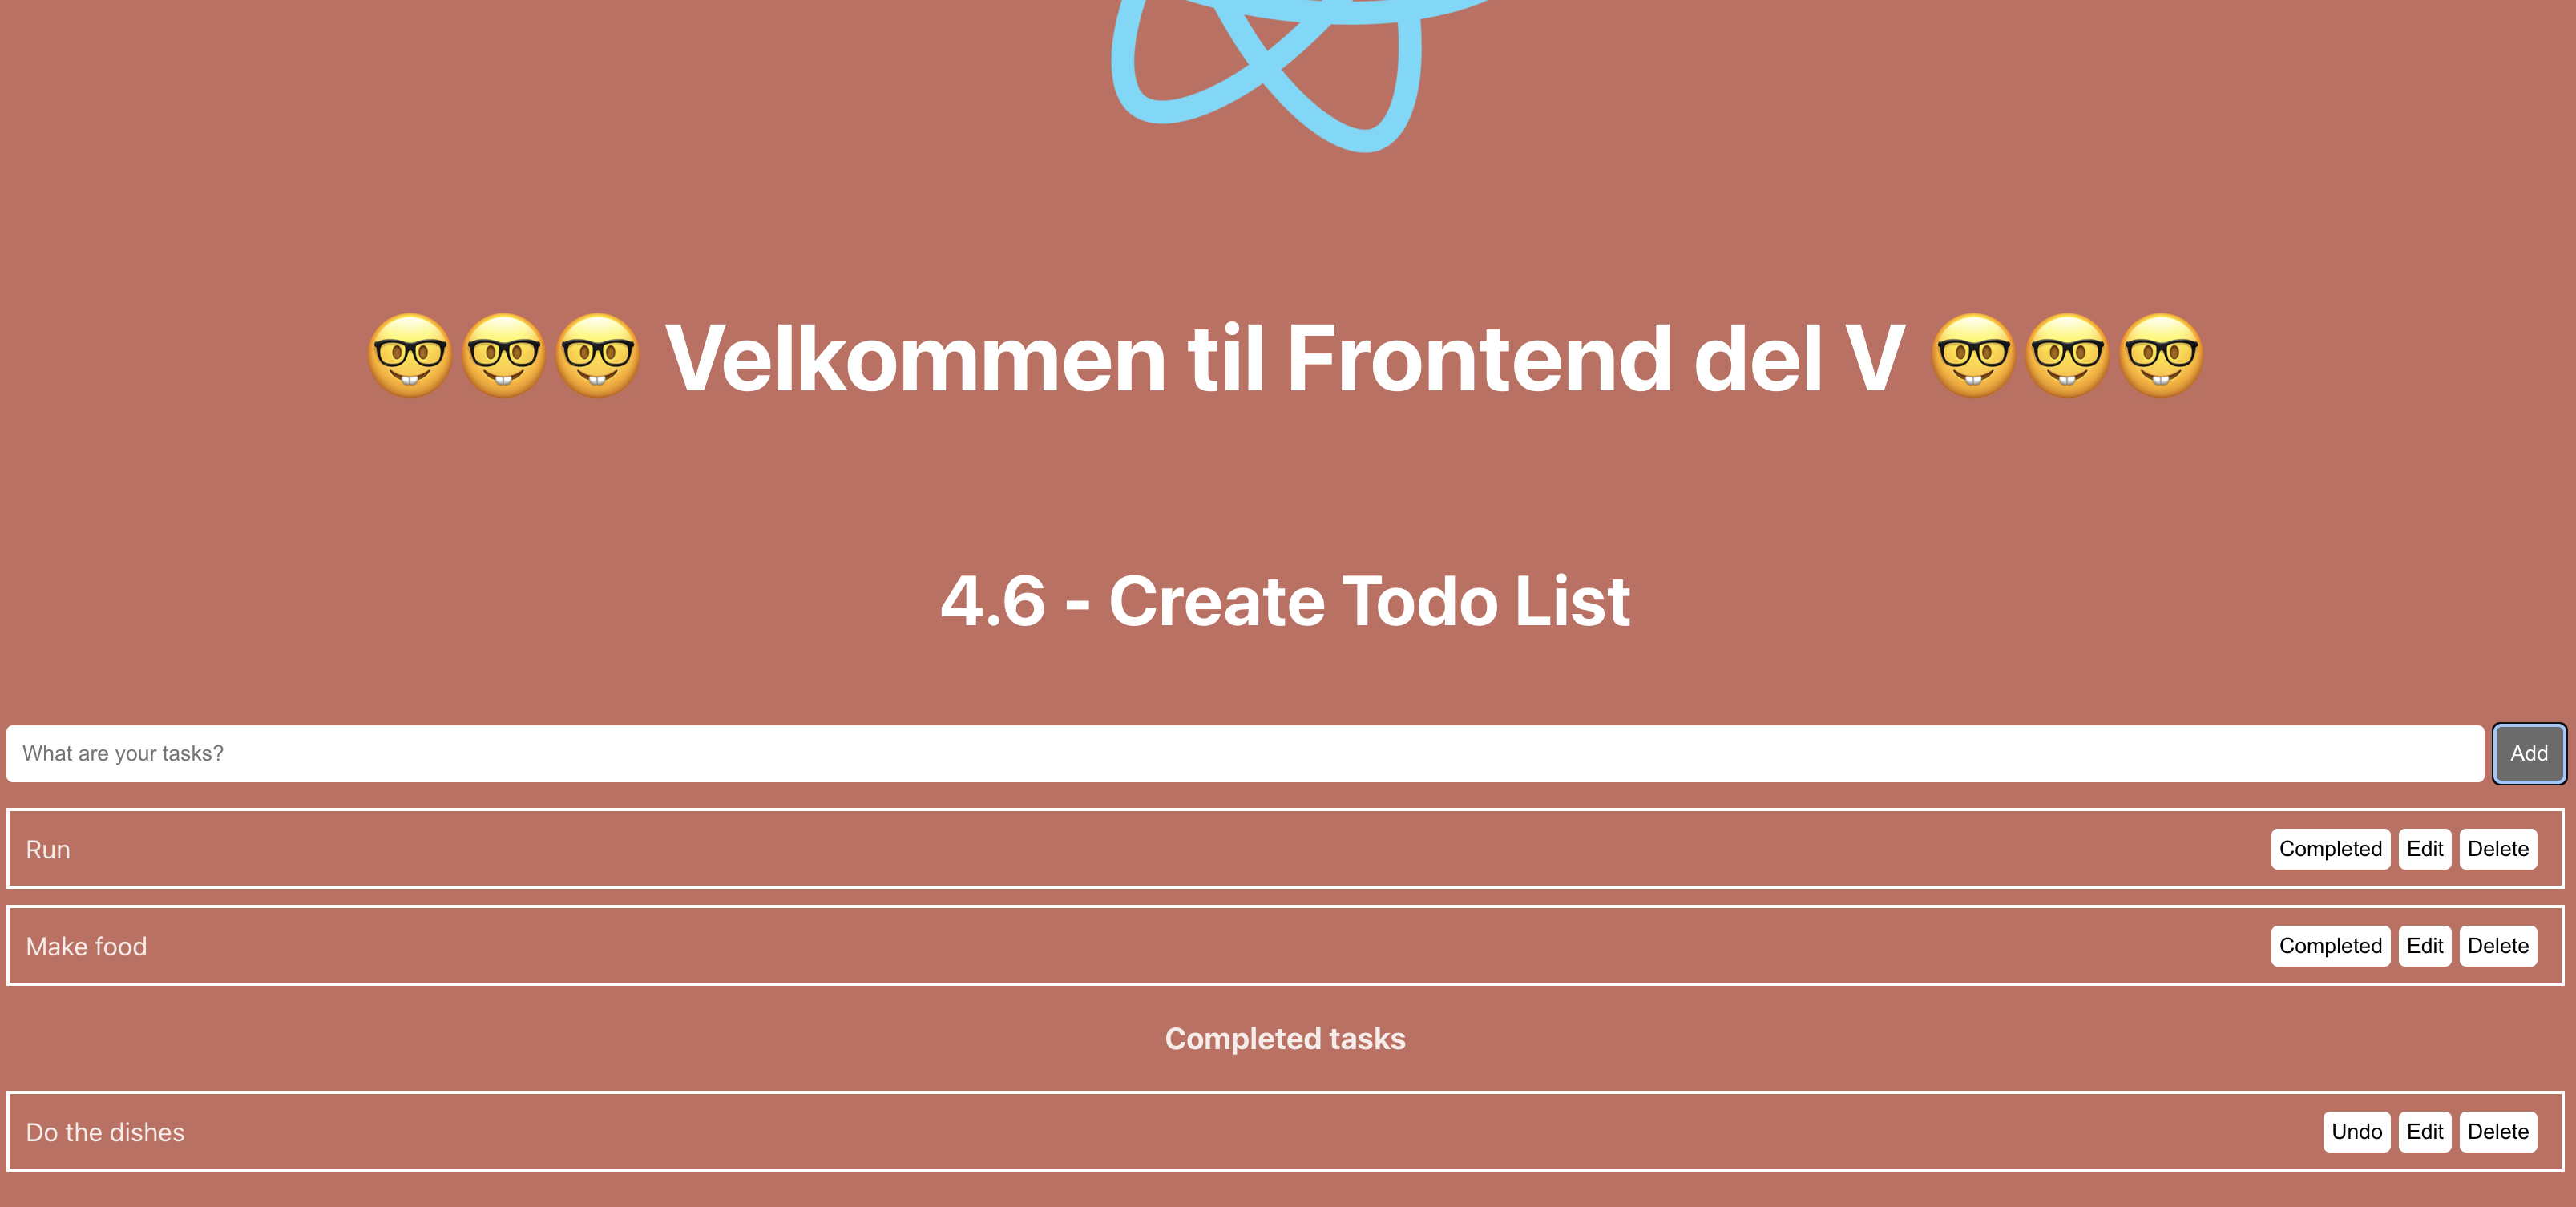 🤓🤓🤓 Velkommen til Frontend del V 🤓🤓🤓
4.6 - Create Todo List
What are your tasks? Add
Run Completed Edit Delete
Make food Completed Edit Delete
Completed tasks
Do the dishes Undo Edit Delete